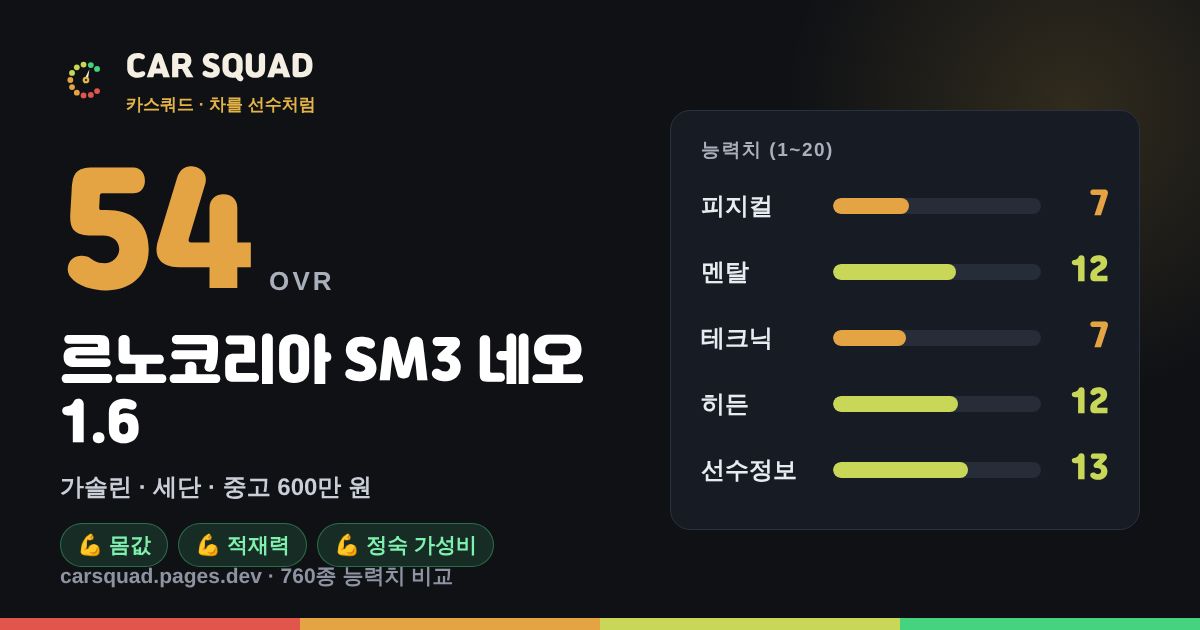 CAR SQUAD
카스쿼드 · 차를 선수처럼
54 OVR
르노코리아 SM3 네오
1.6
가솔린 · 세단 · 중고 600만 원
💪 몸값 💪 적재력 💪 정숙 가성비
carsquad.pages.dev · 760종 능력치 비교
능력치 (1~20)
피지컬 7
멘탈 12
테크닉 7
히든 12
선수정보 13